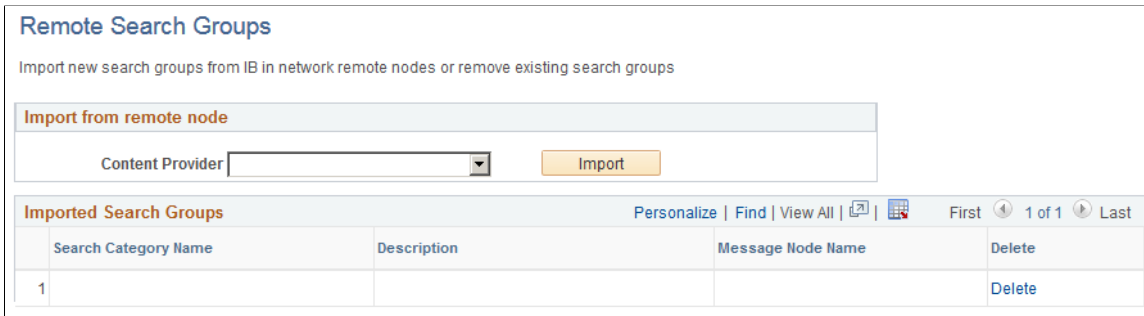 Remote Search Groups
Import new search groups from IB in network remote nodes or remove existing search groups
Import from remote node
Content Provider Import
Imported Search Groups Personalize | Find | View All | | First 1 of 1 Last
Search Category Name Description Message Node Name Delete
1 Delete